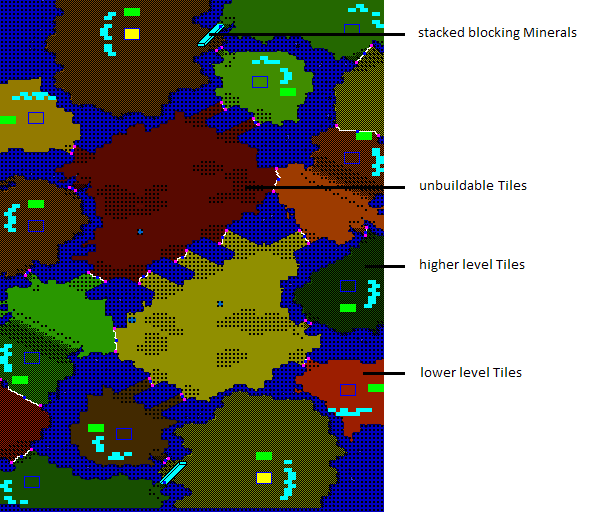 stacked blocking Minerals
unbuildable Tiles
higher level Tiles
lower level Tiles